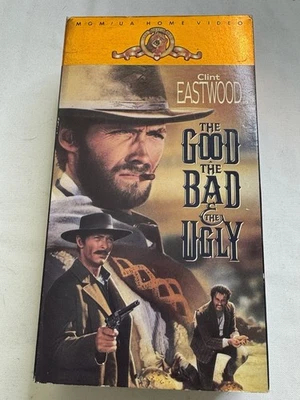 MGM/UA HOME VIDEO
Clint
EASTWOOD
THE
GOOD
THE
BAD
&
THE
UGLY